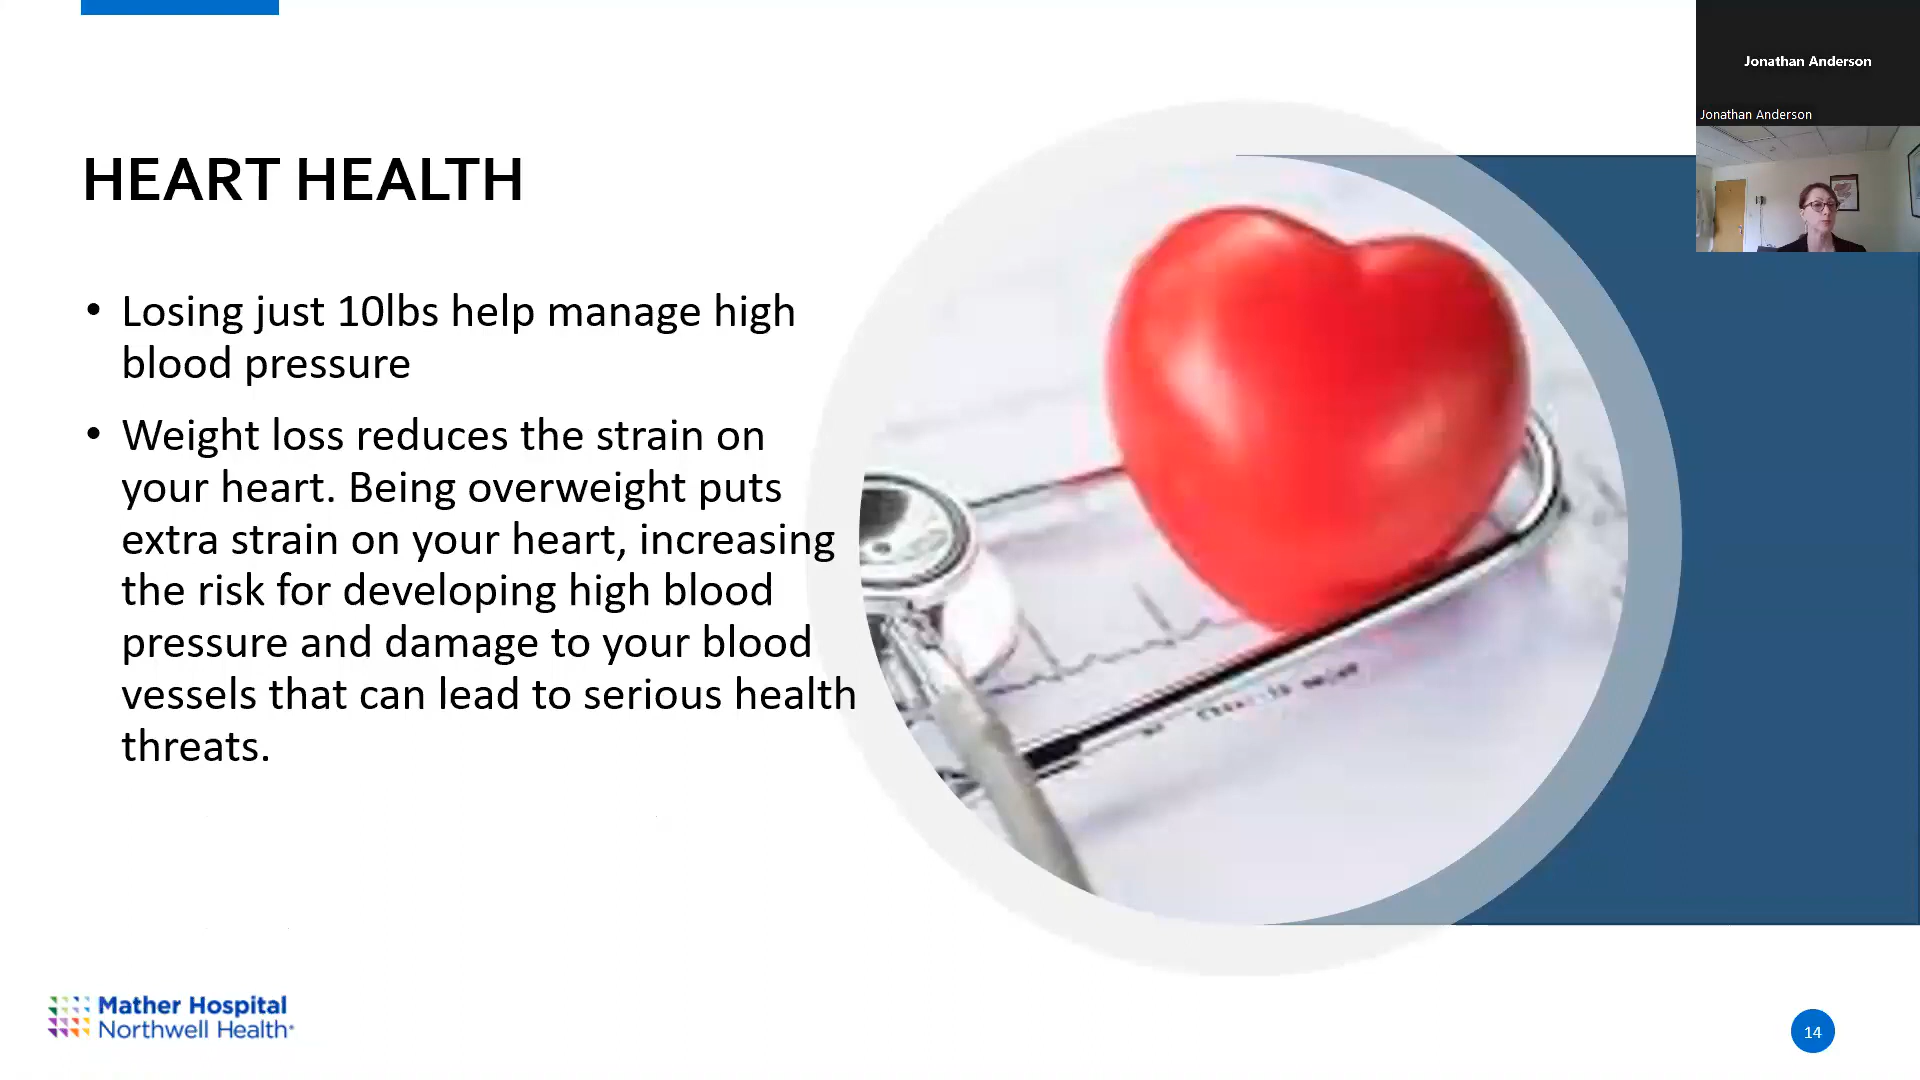 Jonathan Anderson
Jonathan Anderson
HEART HEALTH
• Losing just 10lbs help manage high
blood pressure
• Weight loss reduces the strain on
your heart. Being overweight puts
extra strain on your heart, increasing
the risk for developing high blood
pressure and damage to your blood
vessels that can lead to serious health
threats.
Mather Hospital
Northwell Health®
14